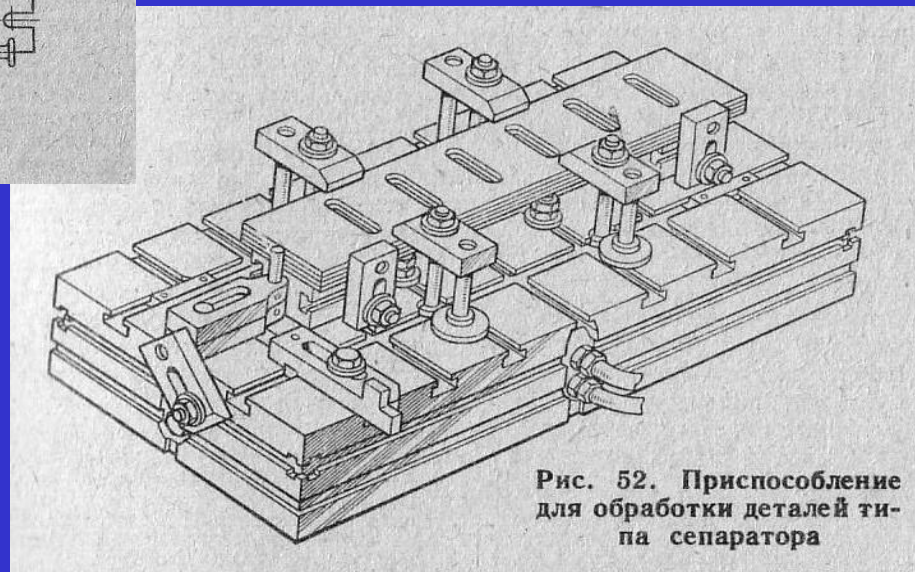 Рис. 52. Приспособление
для обработки деталей ти-
па сепаратора